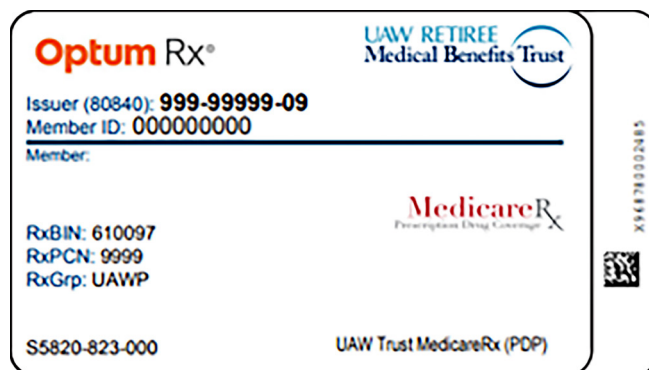 Optum Rx®
UAW RETIREE
Medical Benefits Trust
Issuer (80840): 999-99999-09
Member ID: 000000000
Member:
MedicareRx
Prescription Drug Coverage
RxBIN: 610097
RxPCN: 9999
RxGrp: UAWP
S5820-823-000
UAW Trust MedicareRx (PDP)
X968780002485